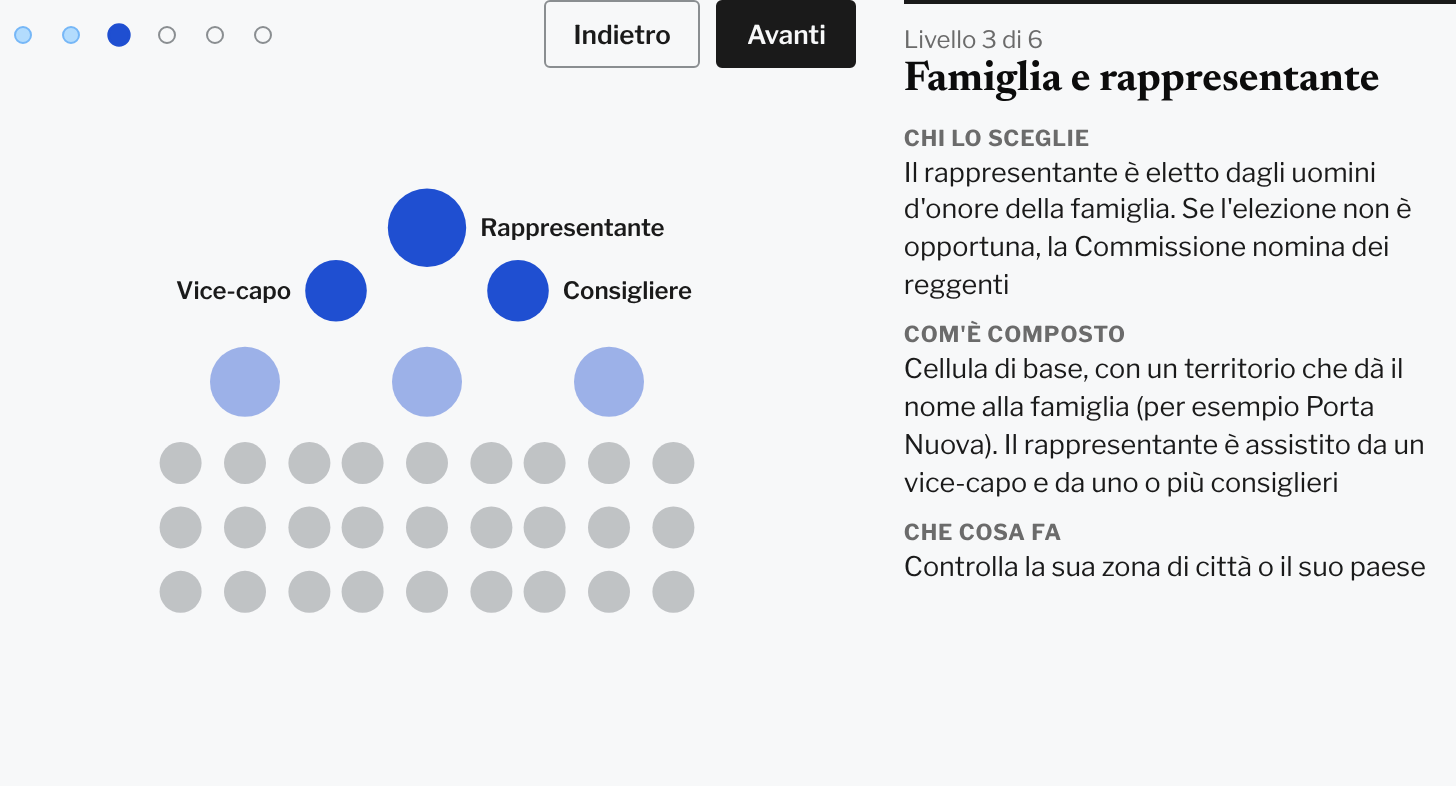 Indietro
Avanti
Rappresentante
Vice-capo
Consigliere
Livello 3 di 6
Famiglia e rappresentante
CHI LO SCEGLIE
Il rappresentante è eletto dagli uomini
d'onore della famiglia. Se l'elezione non è
opportuna, la Commissione nomina dei
reggenti
COM'È COMPOSTO
Cellula di base, con un territorio che dà il
nome alla famiglia (per esempio Porta
Nuova). Il rappresentante è assistito da un
vice-capo e da uno o più consiglieri
CHE COSA FA
Controlla la sua zona di città o il suo paese